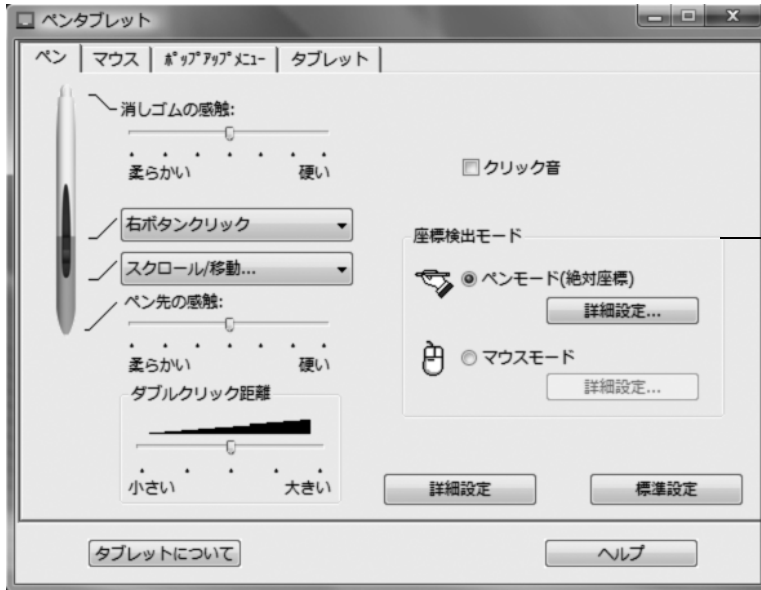 ペンタブレット
ペン マウス ﾎﾟｯﾌﾟｱｯﾌﾟﾒﾆｭｰ タブレット
消しゴムの感触:
柔らかい 硬い
クリック音
右ボタンクリック
スクロール/移動...
ペン先の感触:
柔らかい 硬い
座標検出モード
ペンモード(絶対座標)
詳細設定...
マウスモード
詳細設定...
ダブルクリック距離
小さい 大きい
詳細設定 標準設定
タブレットについて ヘルプ